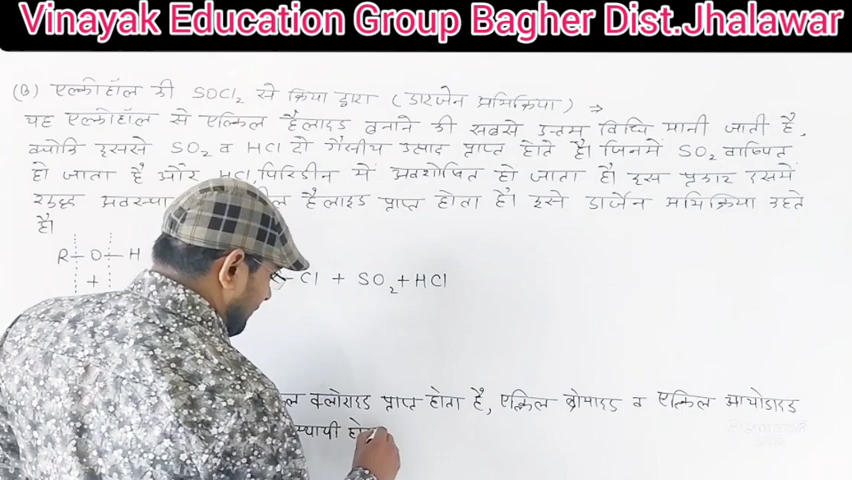 Vinayak Education Group Bagher Dist.Jhalawar
(B) एल्कोहॉल की SOCl2 से क्रिया द्वारा (डारजेन अभिक्रिया) ⇒
यह एल्कोहॉल से एल्किल हैलाइड बनाने की सबसे उत्तम विधि मानी जाती है,
क्योकि इससे SO2 व HCl दो गैसीय उत्पाद प्राप्त होते है। जिनमें SO2 वाष्पित
हो जाता है और HCl, पिरिडीन में अवशोषित हो जाता है। इस प्रकार इसमें
शुद्ध अवस्था हैलाइड प्राप्त होता है। इसे डार्जेन अभिक्रिया कहते
है।
R-O-H
+
Cl + SO2 + HCl
क्लोराइड प्राप्त होता है, एल्किल ब्रोमाइड व एल्किल आयोडाइड